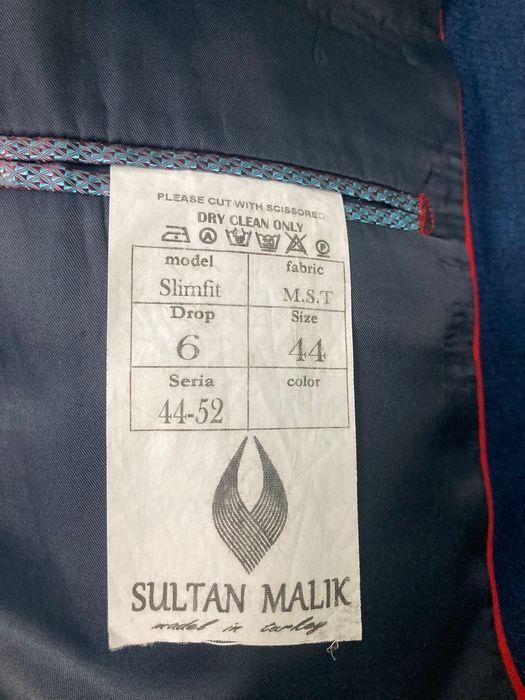 PLEASE CUT WITH SCISSORED
DRY CLEAN ONLY
A P
model fabric
Slimfit M.S.T
Drop Size
6 44
Seria color
44-52
SULTAN MALIK
model in turkey